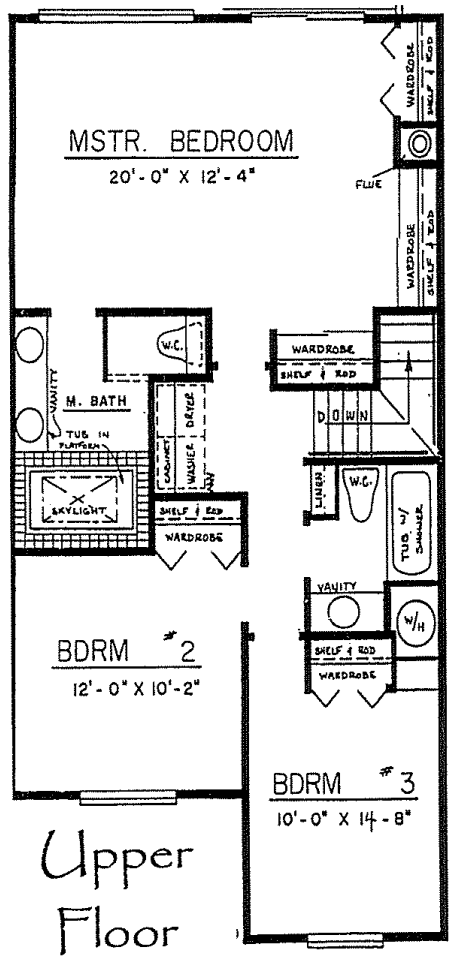 WARDROBE
SHELF & ROD
MSTR. BEDROOM
20'-0" X 12'-4"
FLUE
WARDROBE
SHELF & ROD
W.C.
WARDROBE
SHELF & ROD
VANITY
M. BATH
DRYER
DOWN
TUB IN
PLATFORM
CABINET
WASHER
SKYLIGHT
LINEN
W.C.
TUB W/
SHOWER
SHELF & ROD
WARDROBE
VANITY
W/H
BDRM #2
12'-0" X 10'-2"
SHELF & ROD
WARDROBE
BDRM #3
10'-0" X 14-8"
Upper
Floor